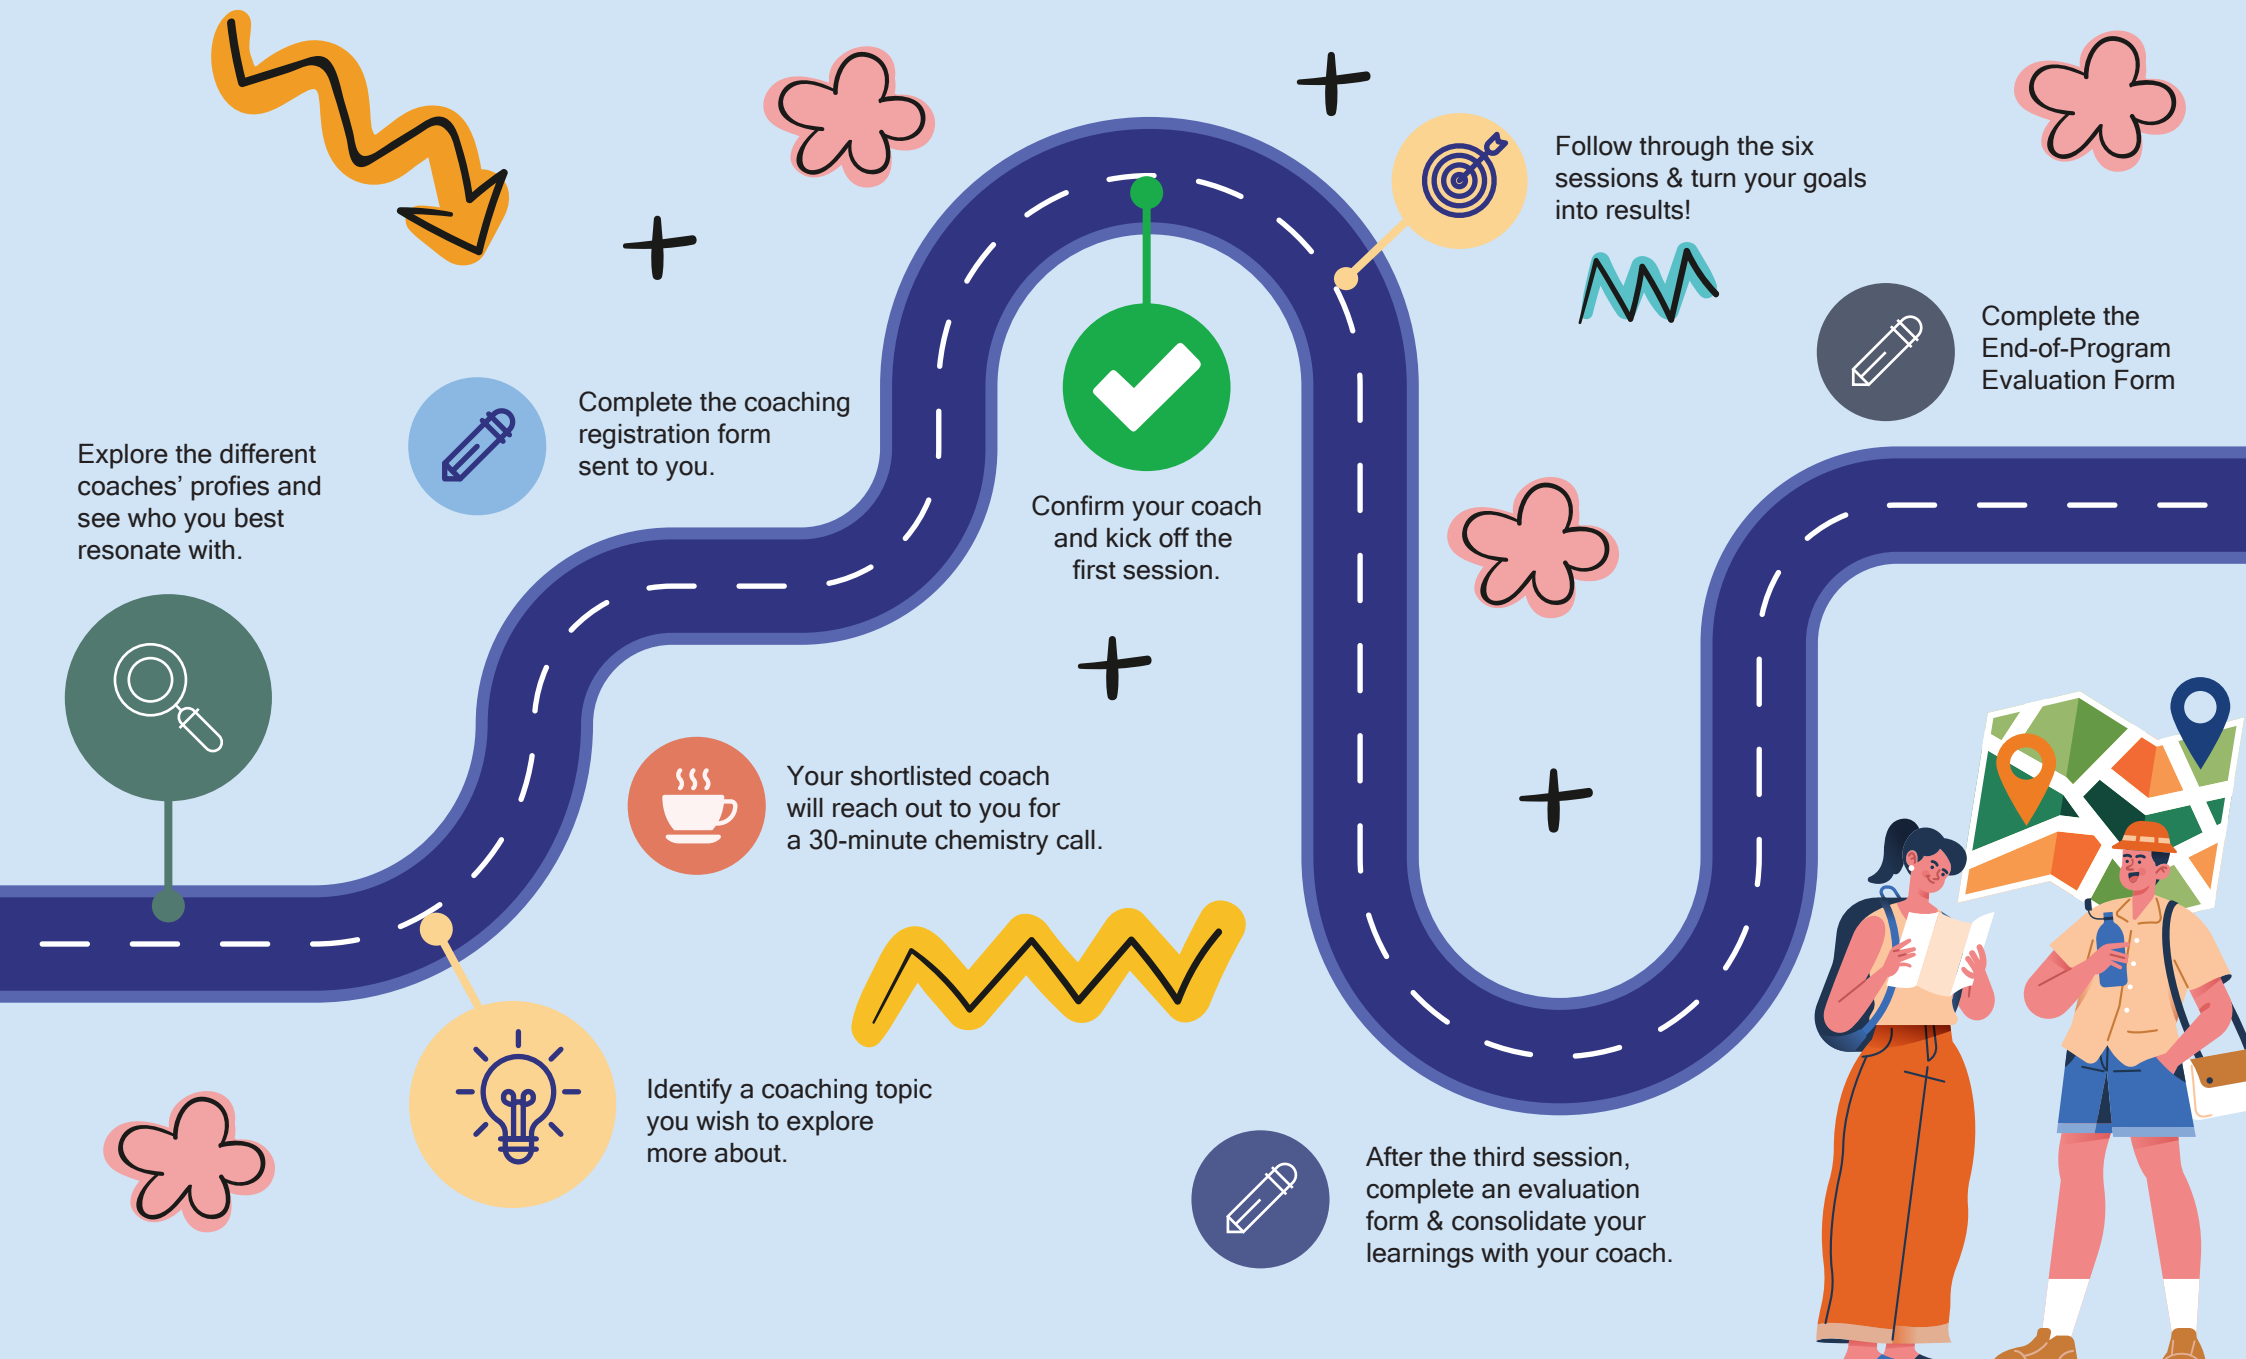 Explore the different
coaches’ profies and
see who you best
resonate with.
Identify a coaching topic
you wish to explore
more about.
Complete the coaching
registration form
sent to you.
Your shortlisted coach
will reach out to you for
a 30-minute chemistry call.
Confirm your coach
and kick off the
first session.
Follow through the six
sessions & turn your goals
into results!
After the third session,
complete an evaluation
form & consolidate your
learnings with your coach.
Complete the
End-of-Program
Evaluation Form